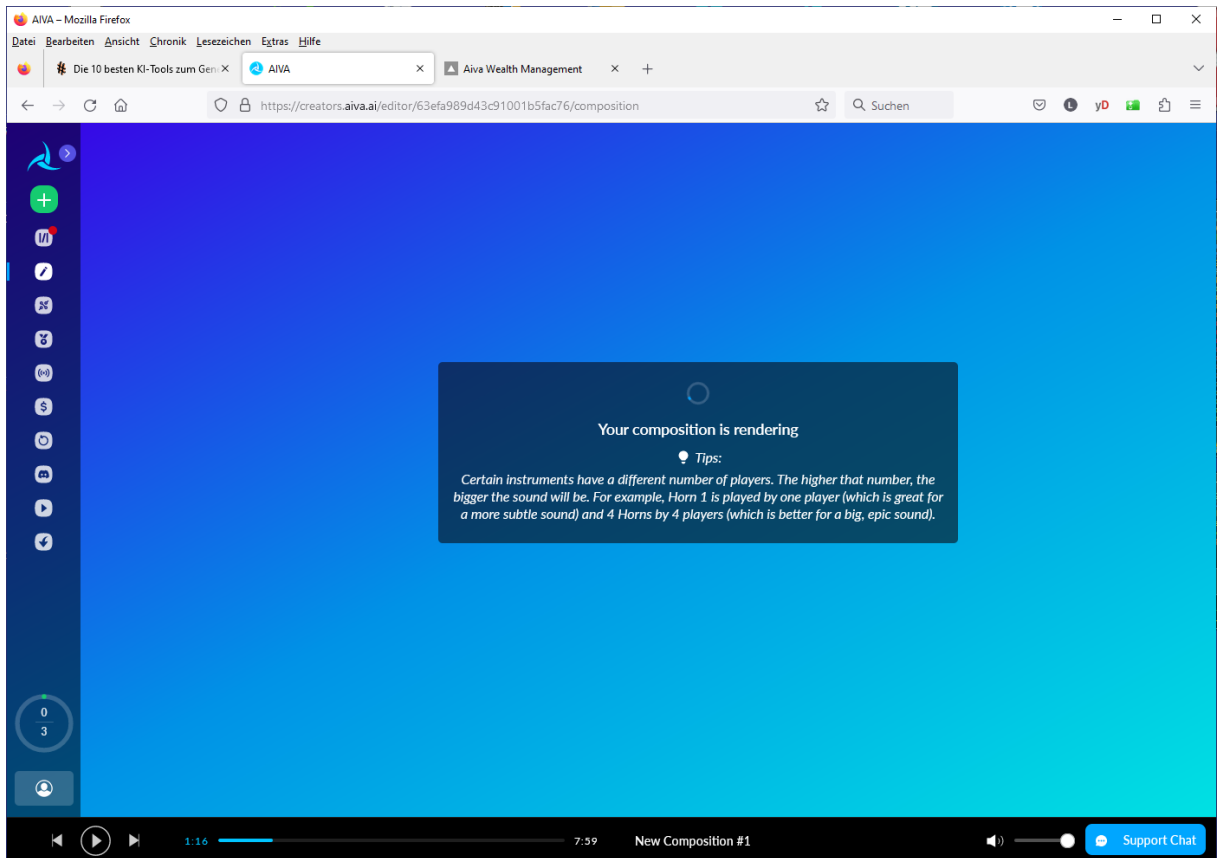 AIVA – Mozilla Firefox
Datei Bearbeiten Ansicht Chronik Lesezeichen Extras Hilfe
Die 10 besten KI-Tools zum Gen
AIVA
Aiva Wealth Management
https://creators.aiva.ai/editor/63efa989d43c91001b5fac76/composition
Suchen
L
yD
Your composition is rendering
Tips:
Certain instruments have a different number of players. The higher that number, the
bigger the sound will be. For example, Horn 1 is played by one player (which is great for
a more subtle sound) and 4 Horns by 4 players (which is better for a big, epic sound).
0
3
1:16
7:59
New Composition #1
Support Chat